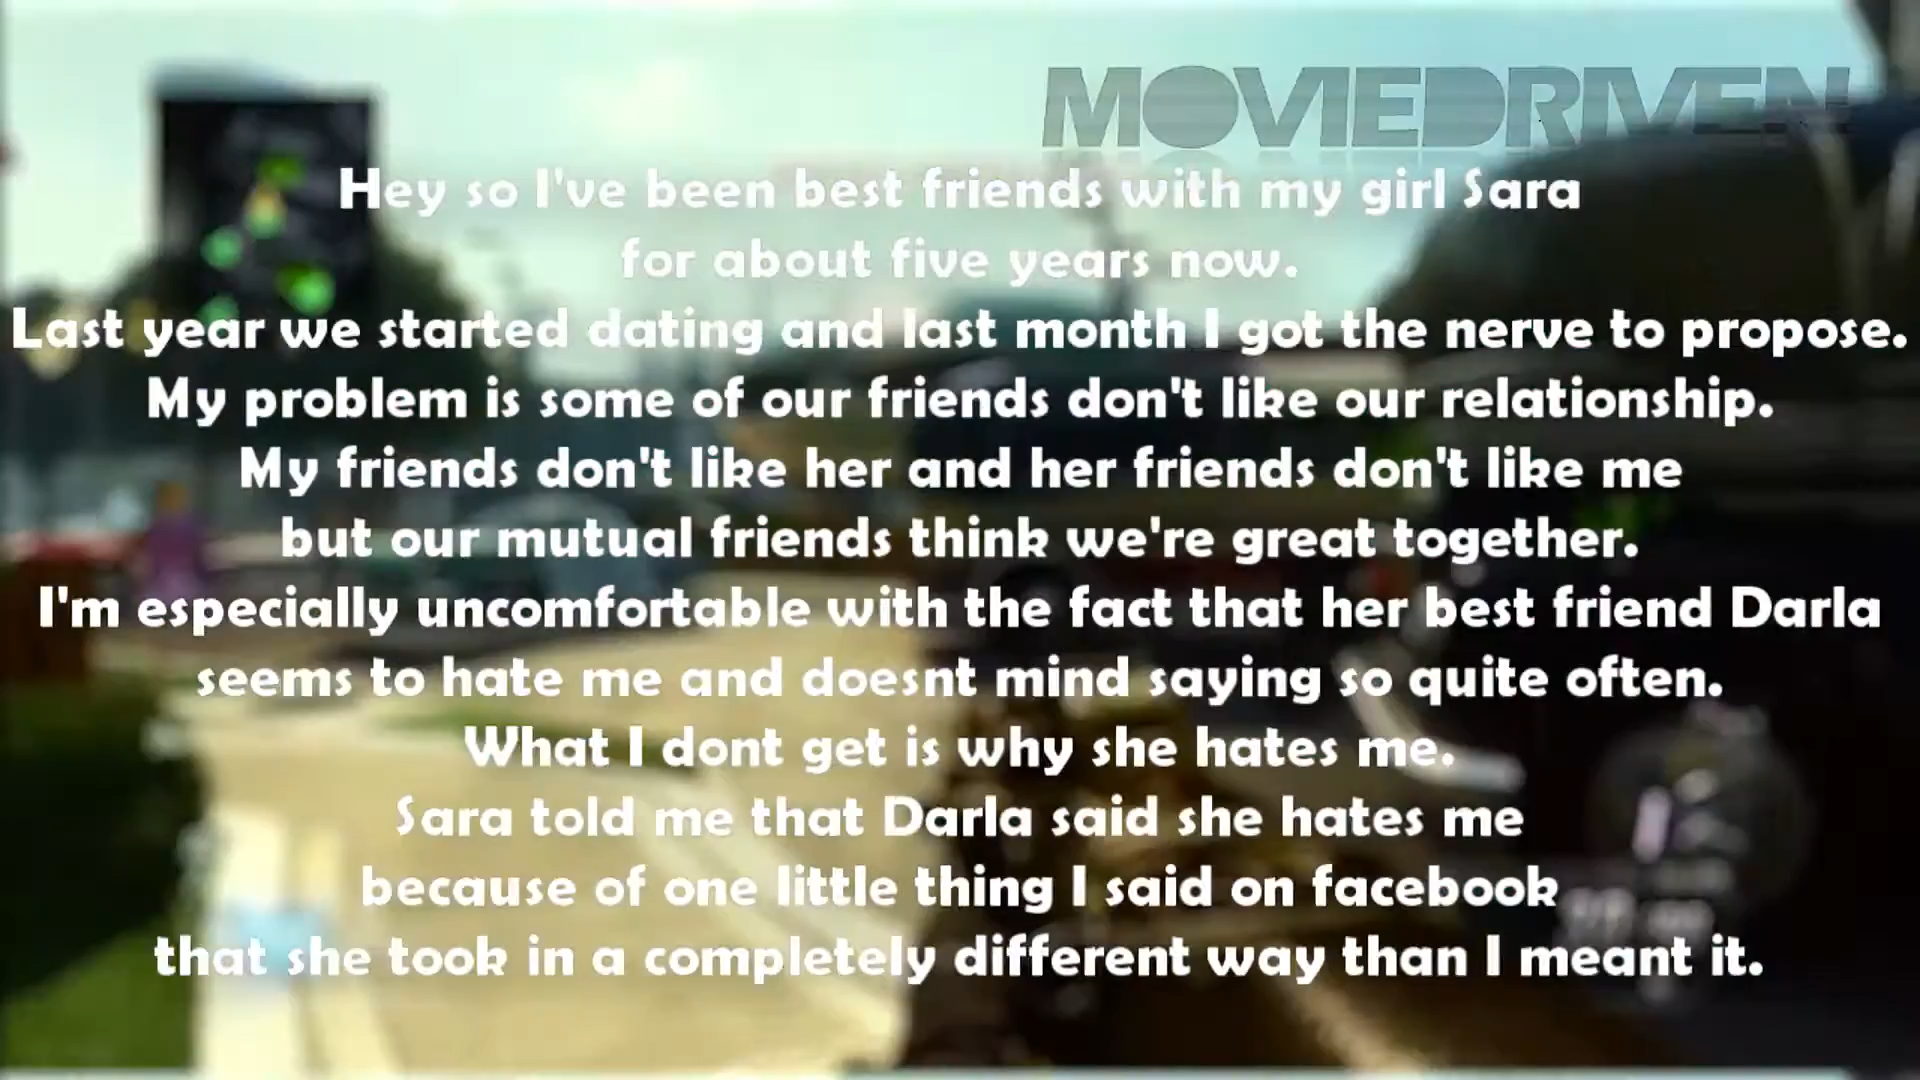 MOVIEDRIVEN
Hey so I've been best friends with my girl Sara
for about five years now.
Last year we started dating and last month I got the nerve to propose.
My problem is some of our friends don't like our relationship.
My friends don't like her and her friends don't like me
but our mutual friends think we're great together.
I'm especially uncomfortable with the fact that her best friend Darla
seems to hate me and doesnt mind saying so quite often.
What I dont get is why she hates me.
Sara told me that Darla said she hates me
because of one little thing I said on facebook
that she took in a completely different way than I meant it.